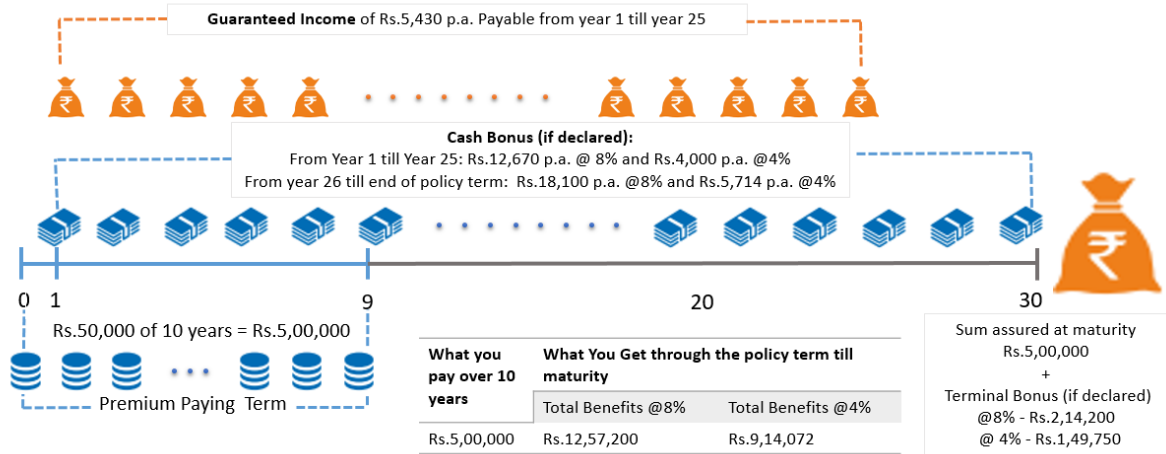 Guaranteed Income of Rs.5,430 p.a. Payable from year 1 till year 25
₹ ₹ ₹ ₹ ₹ ₹ ₹ ₹ ₹ ₹
Cash Bonus (if declared):
From Year 1 till Year 25: Rs.12,670 p.a. @ 8% and Rs.4,000 p.a. @4%
From year 26 till end of policy term:  Rs.18,100 p.a. @8% and Rs.5,714 p.a. @4%
₹
0 1 9 20 30
Rs.50,000 of 10 years = Rs.5,00,000
Premium Paying Term
What you
pay over 10
years
What You Get through the policy term till
maturity
Total Benefits @8% Total Benefits @4%
Rs.5,00,000 Rs.12,57,200 Rs.9,14,072
Sum assured at maturity
Rs.5,00,000
+
Terminal Bonus (if declared)
@8% - Rs.2,14,200
@ 4% - Rs.1,49,750